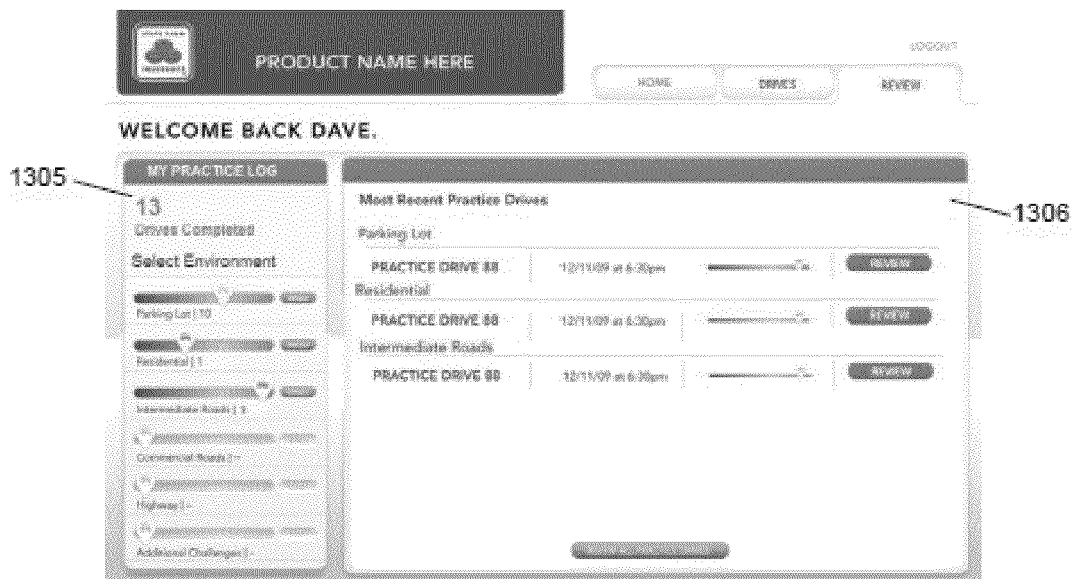 PRODUCT NAME HERE
LOGOUT
HOME
DRIVES
REVIEW
WELCOME BACK DAVE.
1305
MY PRACTICE LOG
13
Drives Completed
Select Environment
Parking Lot | 10
Residential | 1
Intermediate Roads |
Commercial Roads | --
Highway | --
Additional Challenges | -
1306
Most Recent Practice Drives
Parking Lot
PRACTICE DRIVE 88 12/11/09 at 6:30pm REVIEW
Residential
PRACTICE DRIVE 88 12/11/09 at 6:30pm REVIEW
Intermediate Roads
PRACTICE DRIVE 88 12/11/09 at 6:30pm REVIEW